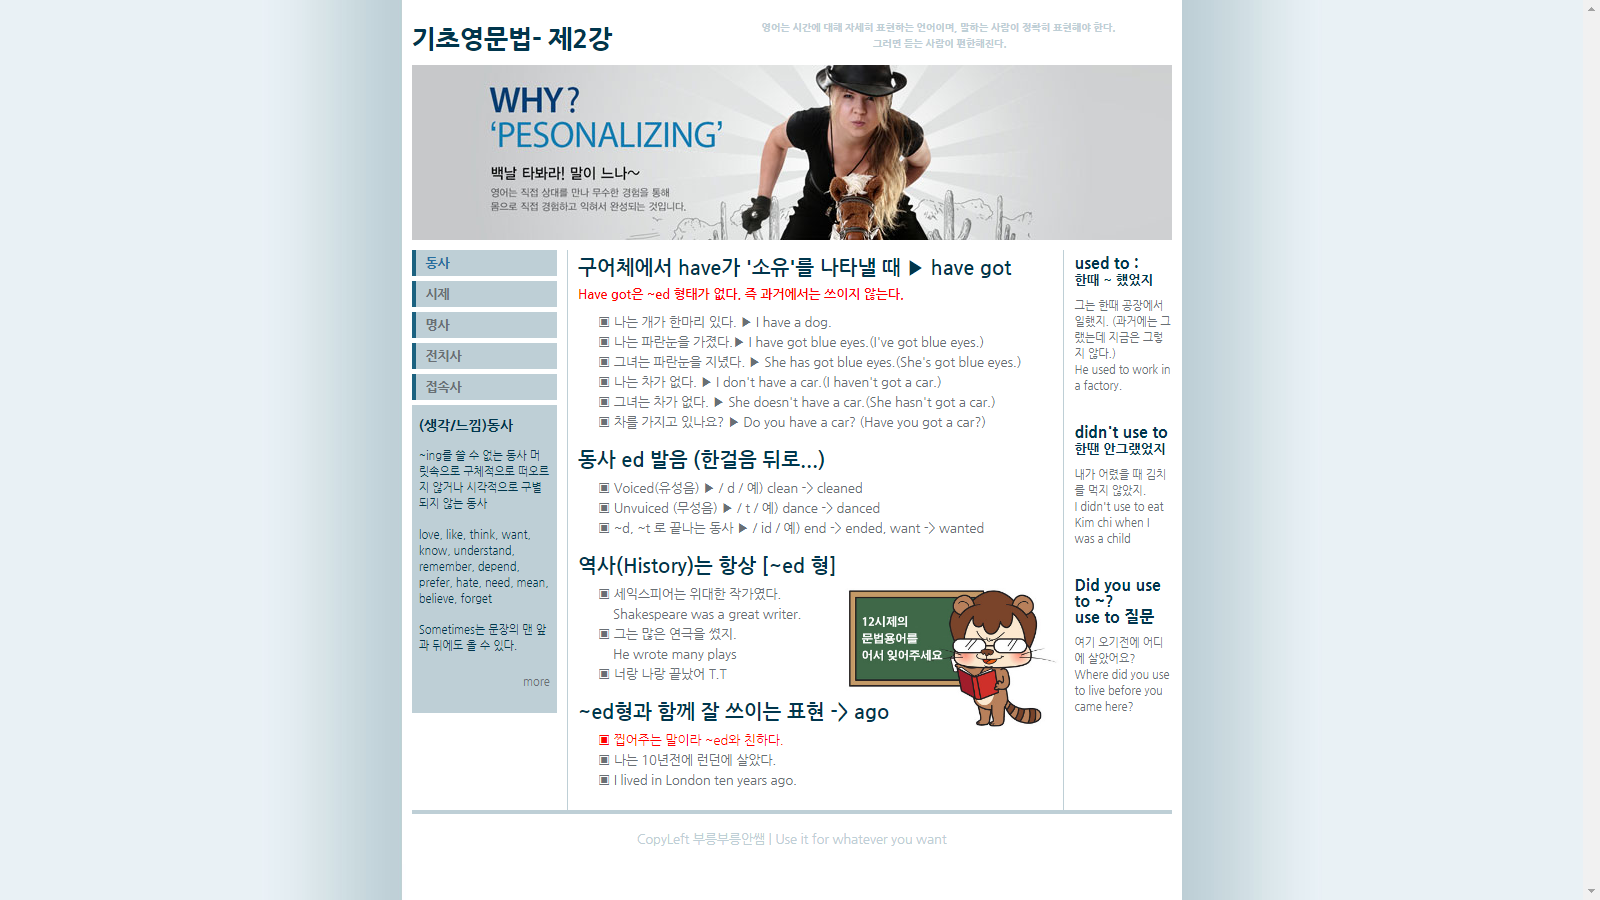 기초영문법- 제2강
영어는 시간에 대해 자세히 표현하는 언어이며, 말하는 사람이 정확히 표현해야 한다.
그러면 듣는 사람이 편한해진다.
WHY?
‘PESONALIZING’
백날 타봐라! 말이 느나~
영어는 직접 상대를 만나 무수한 경험을 통해
몸으로 직접 경험하고 익혀서 완성되는 것입니다.
동사
시제
명사
전치사
접속사
(생각/느낌)동사
~ing를 쓸 수 없는 동사 머
릿속으로 구체적으로 떠오르
지 않거나 시각적으로 구별
되지 않는 동사
love, like, think, want,
know, understand,
remember, depend,
prefer, hate, need, mean,
believe, forget
Sometimes는 문장의 맨 앞
과 뒤에도 올 수 있다.
more
구어체에서 have가 '소유'를 나타낼 때 ▶ have got
Have got은 ~ed 형태가 없다. 즉 과거에서는 쓰이지 않는다.
▣ 나는 개가 한마리 있다. ▶ I have a dog.
▣ 나는 파란눈을 가졌다.▶ I have got blue eyes.(I've got blue eyes.)
▣ 그녀는 파란눈을 지녔다. ▶ She has got blue eyes.(She's got blue eyes.)
▣ 나는 차가 없다. ▶ I don't have a car.(I haven't got a car.)
▣ 그녀는 차가 없다. ▶ She doesn't have a car.(She hasn't got a car.)
▣ 차를 가지고 있나요? ▶ Do you have a car? (Have you got a car?)
동사 ed 발음 (한걸음 뒤로...)
▣ Voiced(유성음) ▶ / d / 예) clean -> cleaned
▣ Unvuiced (무성음) ▶ / t / 예) dance -> danced
▣ ~d, ~t 로 끝나는 동사 ▶ / id / 예) end -> ended, want -> wanted
역사(History)는 항상 [~ed 형]
▣ 세익스피어는 위대한 작가였다.
Shakespeare was a great writer.
▣ 그는 많은 연극을 썼지.
He wrote many plays
▣ 너랑 나랑 끝났어 T.T
12시제의
문법용어를
어서 잊어주세요
~ed형과 함께 잘 쓰이는 표현 -> ago
▣ 찝어주는 말이라 ~ed와 친하다.
▣ 나는 10년전에 런던에 살았다.
▣ I lived in London ten years ago.
used to :
한때 ~ 했었지
그는 한때 공장에서
일했지. (과거에는 그
랬는데 지금은 그렇
지 않다.)
He used to work in
a factory.
didn't use to
한땐 안그랬었지
내가 어렸을 때 김치
를 먹지 않았지.
I didn't use to eat
Kim chi when I
was a child
Did you use
to ~?
use to 질문
여기 오기전에 어디
에 살았어요?
Where did you use
to live before you
came here?
CopyLeft 부릉부릉안쌤 | Use it for whatever you want